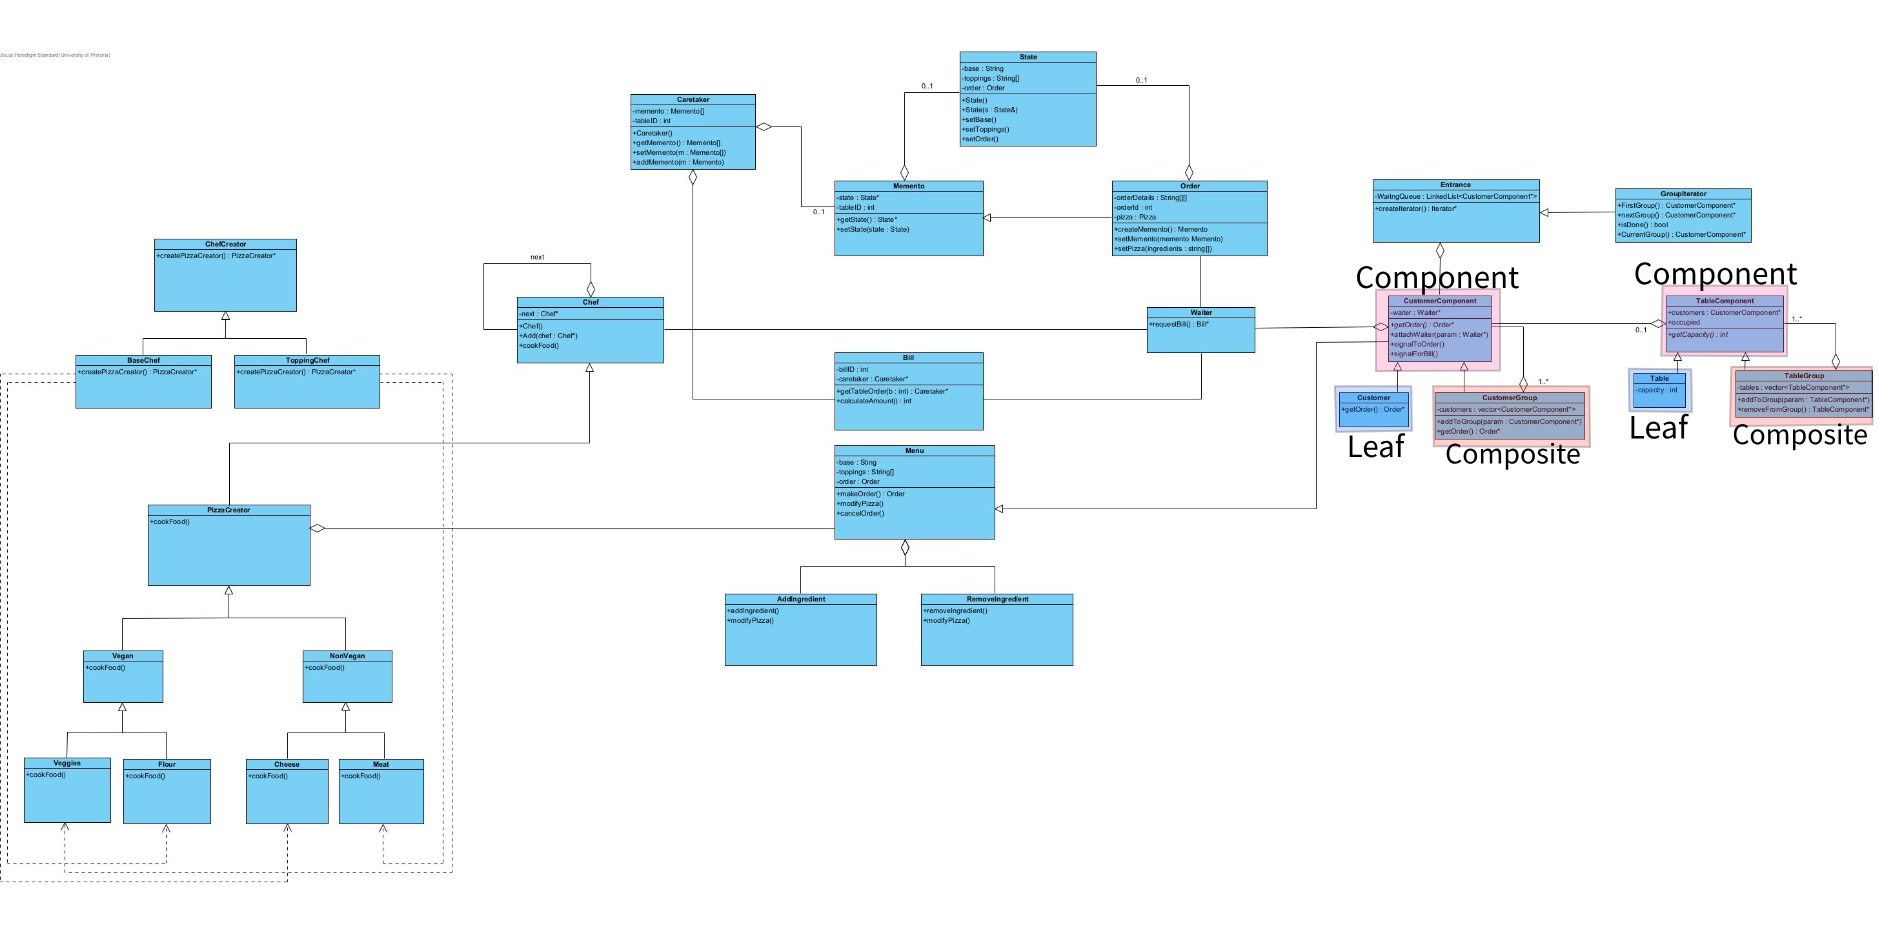 Visual Paradigm Standard(University of Pretoria)
State
-base : String
-toppings : String[]
-order : Order
+State()
+State(s : State&)
+setBase()
+setToppings()
+setOrder()
0..1
0..1
Caretaker
-memento : Memento[]
-tableID : int
+Caretaker()
+getMemento() : Memento[]
+setMemento(m : Memento[])
+addMemento(m : Memento)
0..1
Memento
-state : State*
-tableID : int
+getState() : State*
+setState(state : State)
Order
-orderDetails : String[][]
-orderId : int
-pizza : Pizza
+createMemento() : Memento
+setMemento(memento Memento)
+setPizza(ingredients : string[])
Entrance
-WaitngQueue : LinkedList<CustomerComponent*>
+createIterator() : Iterator*
GroupIterator
+FirstGroup() : CustomerComponent*
+nextGroup() : CustomerComponent*
+isDone() : bool
+CurrentGroup() : CustomerComponent*
ChefCreator
+createPizzaCreator() : PizzaCreator*
next
Chef
-next : Chef*
+Chef()
+Add(chef : Chef*)
+cookFood()
Waiter
+requestBill() : Bill*
Component
CustomerComponent
-waiter : Waiter*
+getOrder() : Order*
+attachWaiter(param : Waiter*)
+signalToOrder()
+signalForBill()
Component
TableComponent
+customers : CustomerComponent*
+occupied
+getCapacity() : int
0..1
1..*
BaseChef
+createPizzaCreator() : PizzaCreator*
ToppingChef
+createPizzaCreator() : PizzaCreator*
Bill
-billID : int
-caretaker : Caretaker*
+getTableOrder(b : int) : Caretaker*
+calculateAmount() : int
Customer
+getOrder() : Order*
Leaf
1..*
CustomerGroup
-customers : vector<CustomerComponent*>
+addToGroup(param : CustomerComponent*)
+getOrder() : Order*
Composite
Table
-capacity : int
Leaf
TableGroup
-tables : vector<TableComponent*>
+addToGroup(param : TableComponent*)
+removeFromGroup() : TableComponent*
Composite
Menu
-base : Sting
-toppings : String[]
-order : Order
+makeOrder() : Order
+modifyPizza()
+cancelOrder()
PizzaCreator
+cookFood()
AddIngredient
+addIngredient()
+modifyPizza()
RemoveIngredient
+removeIngredient()
+modifyPizza()
Vegan
+cookFood()
NonVegan
+cookFood()
Veggies
+cookFood()
Flour
+cookFood()
Cheese
+cookFood()
Meat
+cookFood()